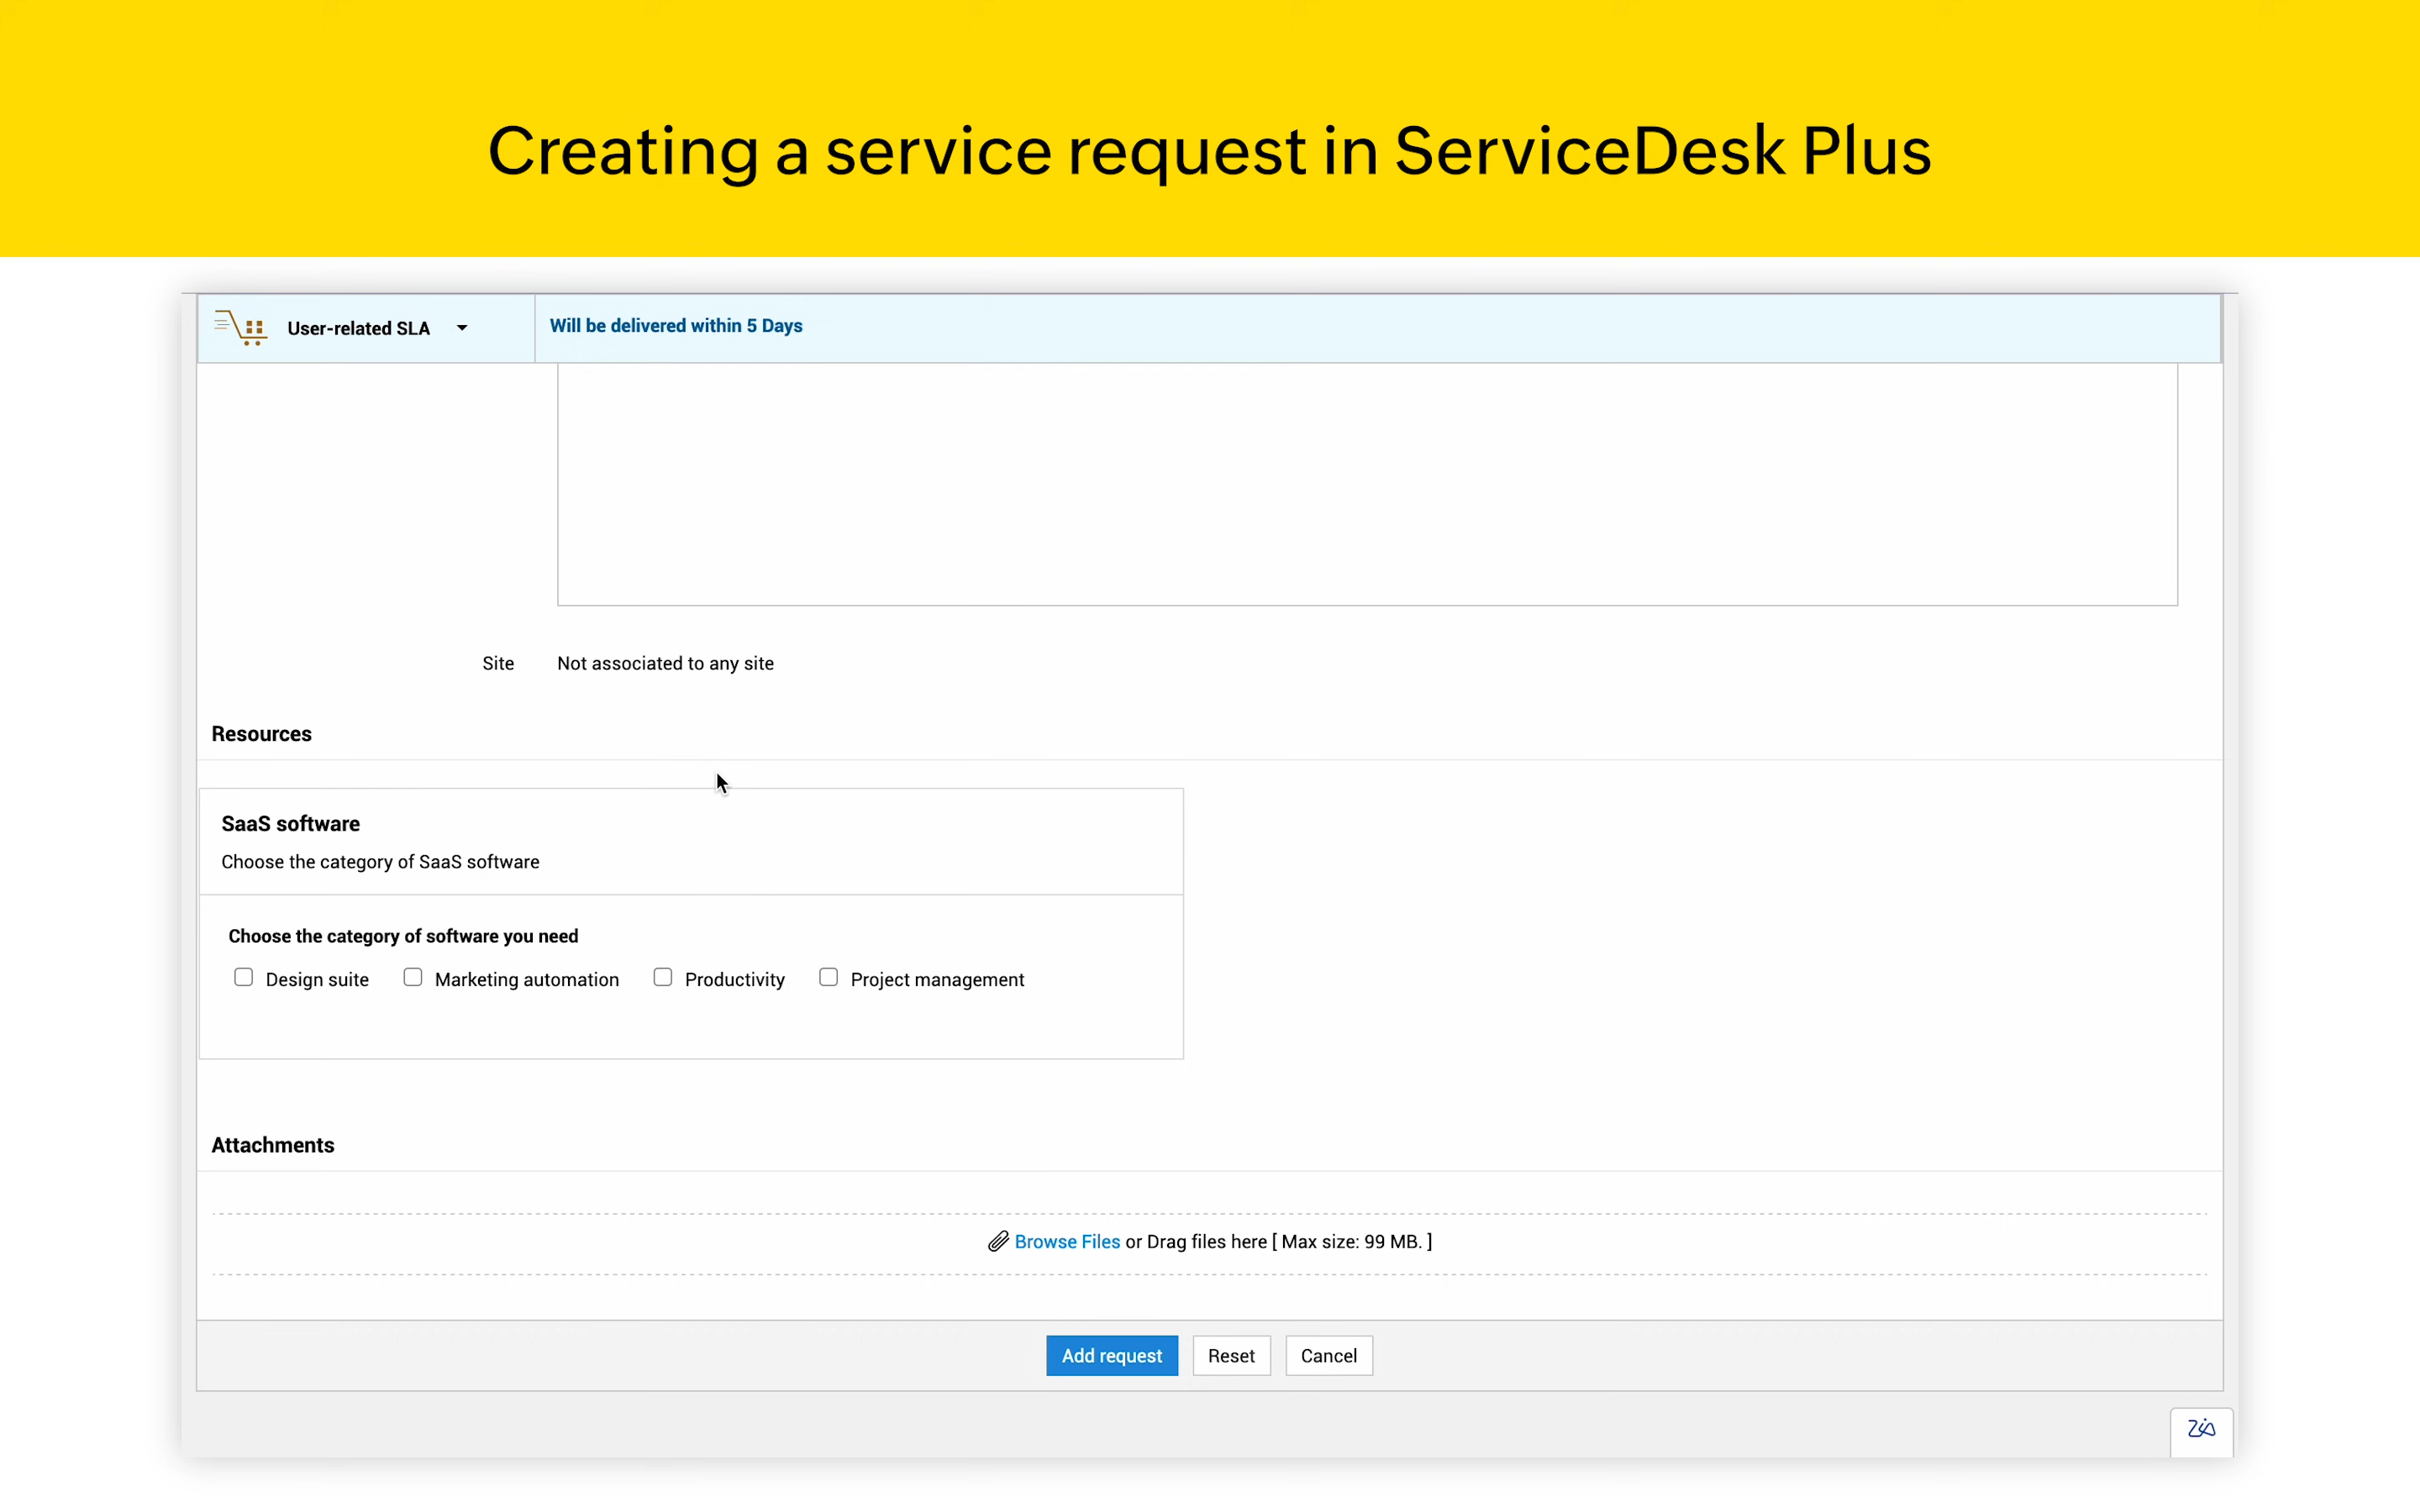 Creating a service request in ServiceDesk Plus
User-related SLA
Will be delivered within 5 Days
Site Not associated to any site
Resources
SaaS software
Choose the category of SaaS software
Choose the category of software you need
Design suite Marketing automation Productivity Project management
Attachments
Browse Files or Drag files here [ Max size: 99 MB. ]
Add request Reset Cancel
Zia